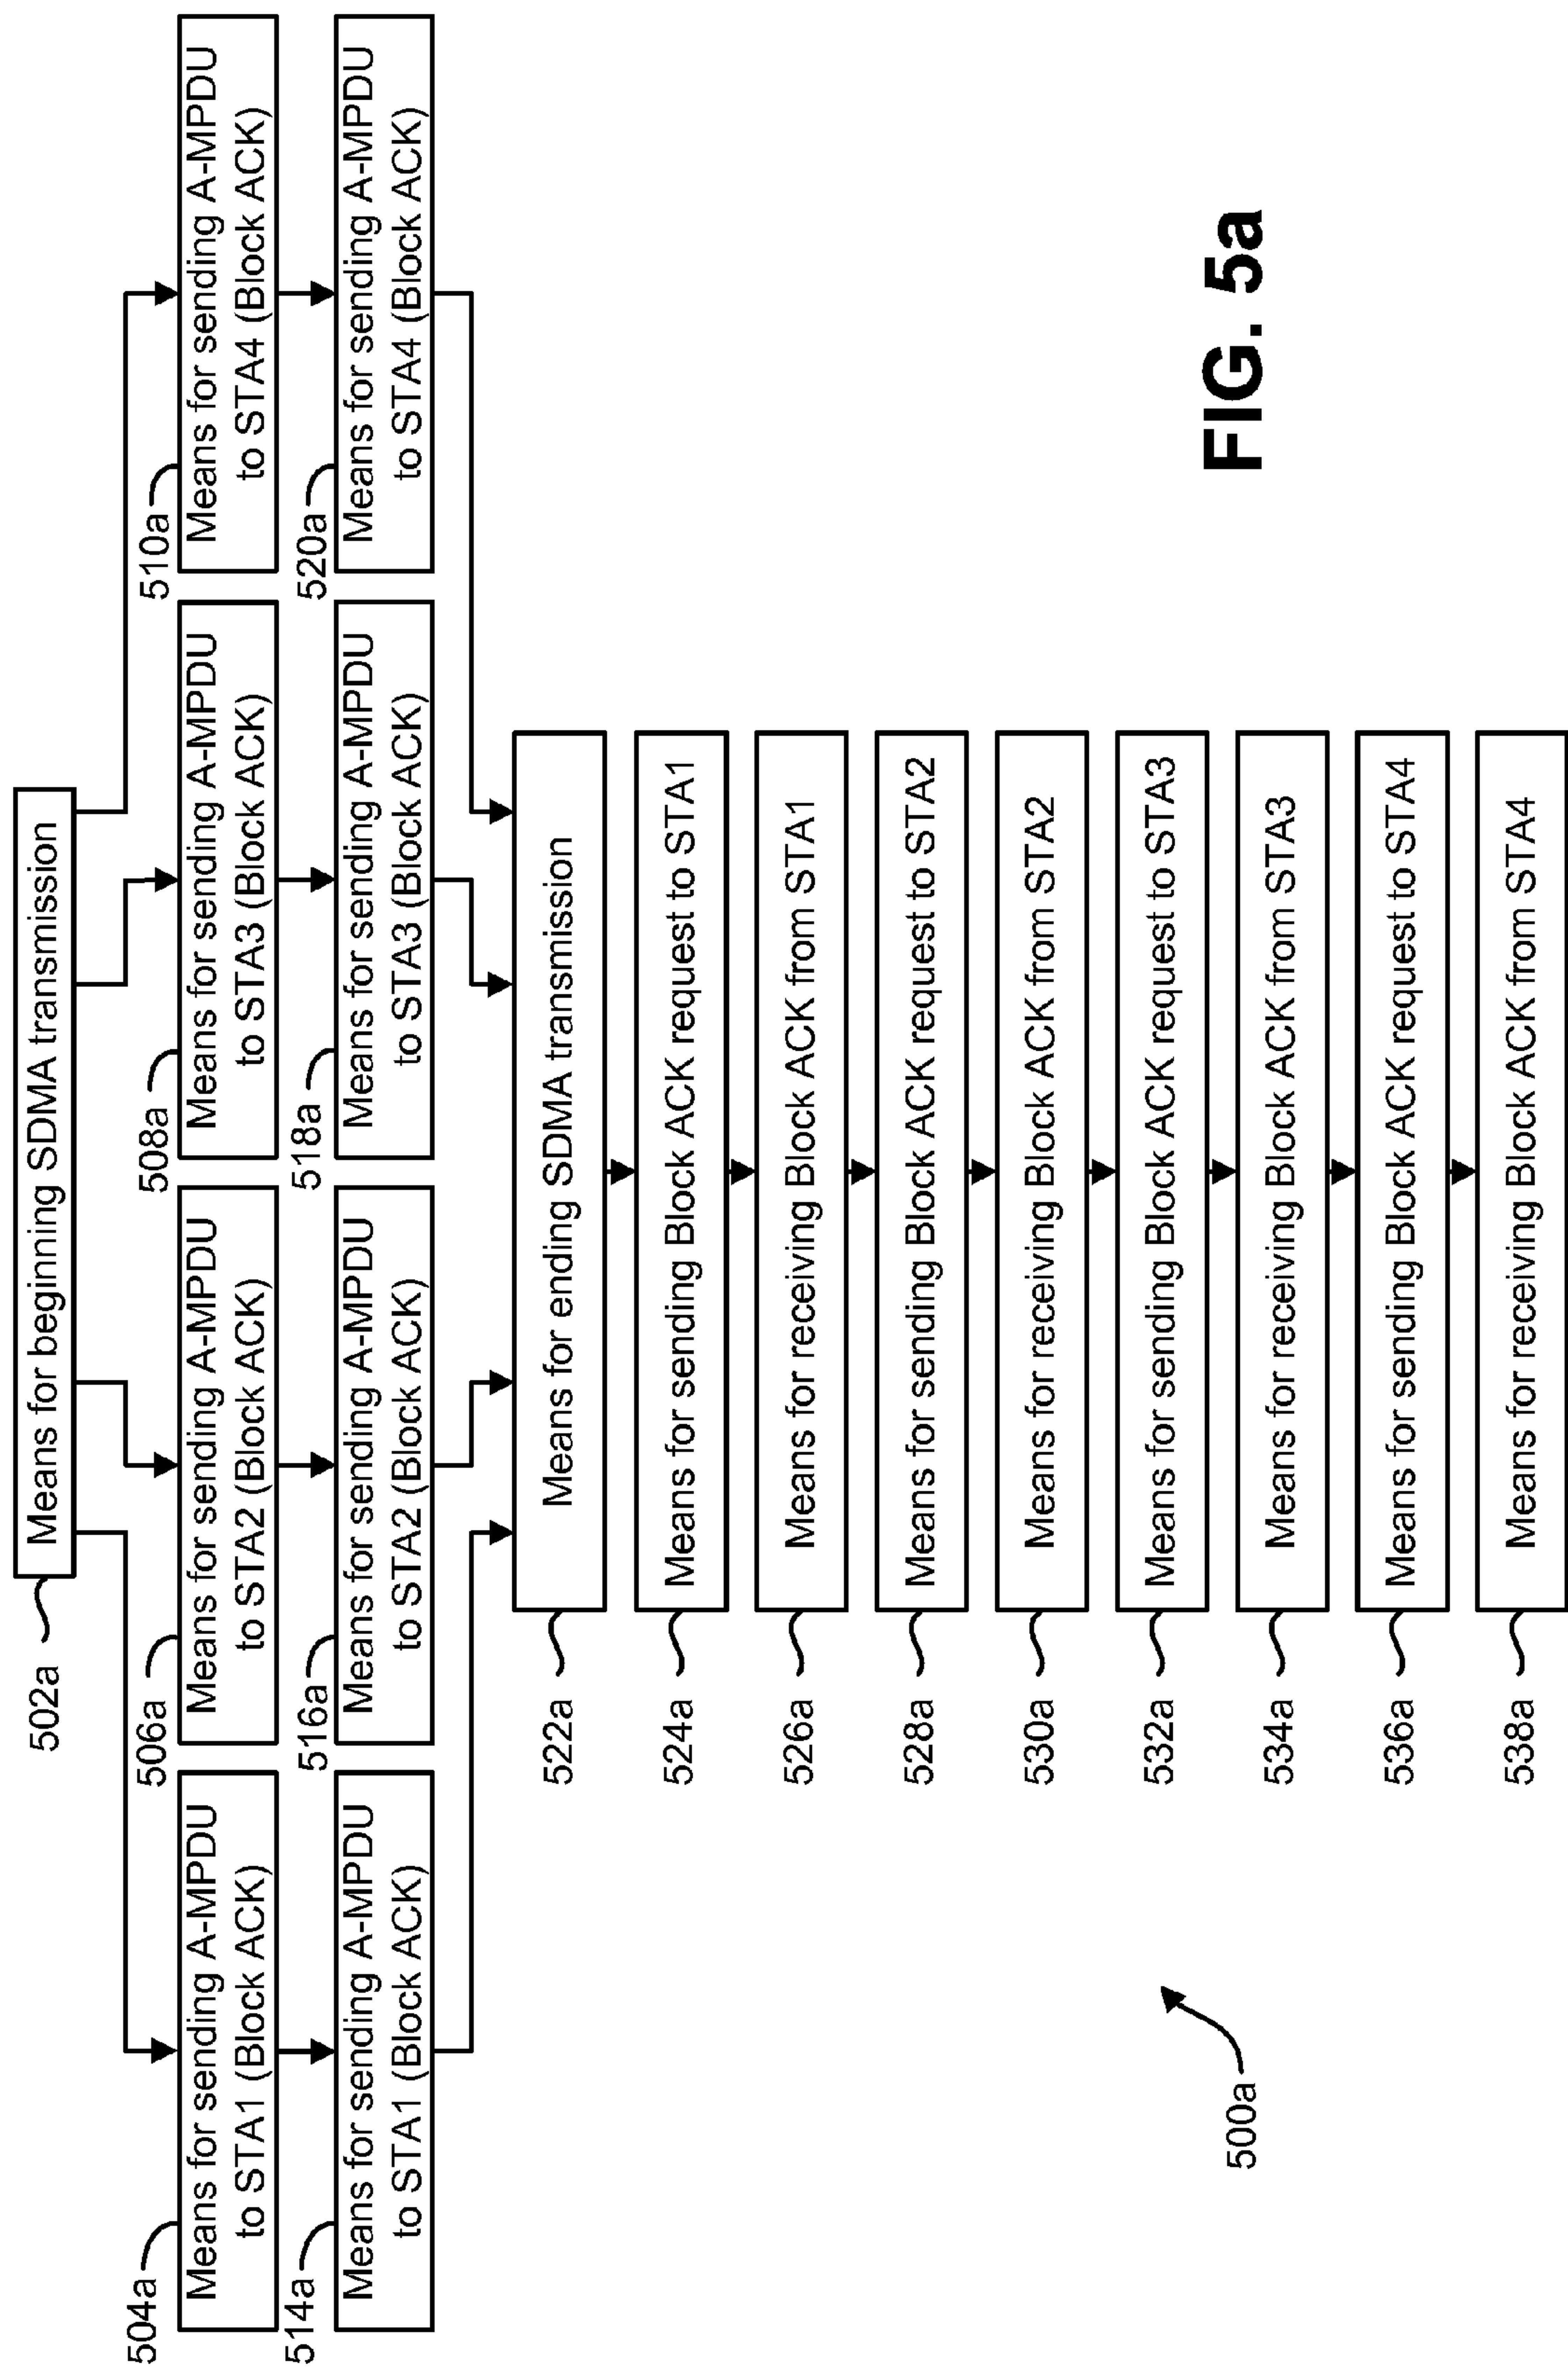 502a
Means for beginning SDMA transmission
504a
Means for sending A-MPDU
to STA1 (Block ACK)
506a
Means for sending A-MPDU
to STA2 (Block ACK)
508a
Means for sending A-MPDU
to STA3 (Block ACK)
510a
Means for sending A-MPDU
to STA4 (Block ACK)
514a
Means for sending A-MPDU
to STA1 (Block ACK)
516a
Means for sending A-MPDU
to STA2 (Block ACK)
518a
Means for sending A-MPDU
to STA3 (Block ACK)
520a
Means for sending A-MPDU
to STA4 (Block ACK)
522a
Means for ending SDMA transmission
524a
Means for sending Block ACK request to STA1
526a
Means for receiving Block ACK from STA1
528a
Means for sending Block ACK request to STA2
530a
Means for receiving Block ACK from STA2
532a
Means for sending Block ACK request to STA3
534a
Means for receiving Block ACK from STA3
536a
Means for sending Block ACK request to STA4
538a
Means for receiving Block ACK from STA4
500a
FIG. 5a